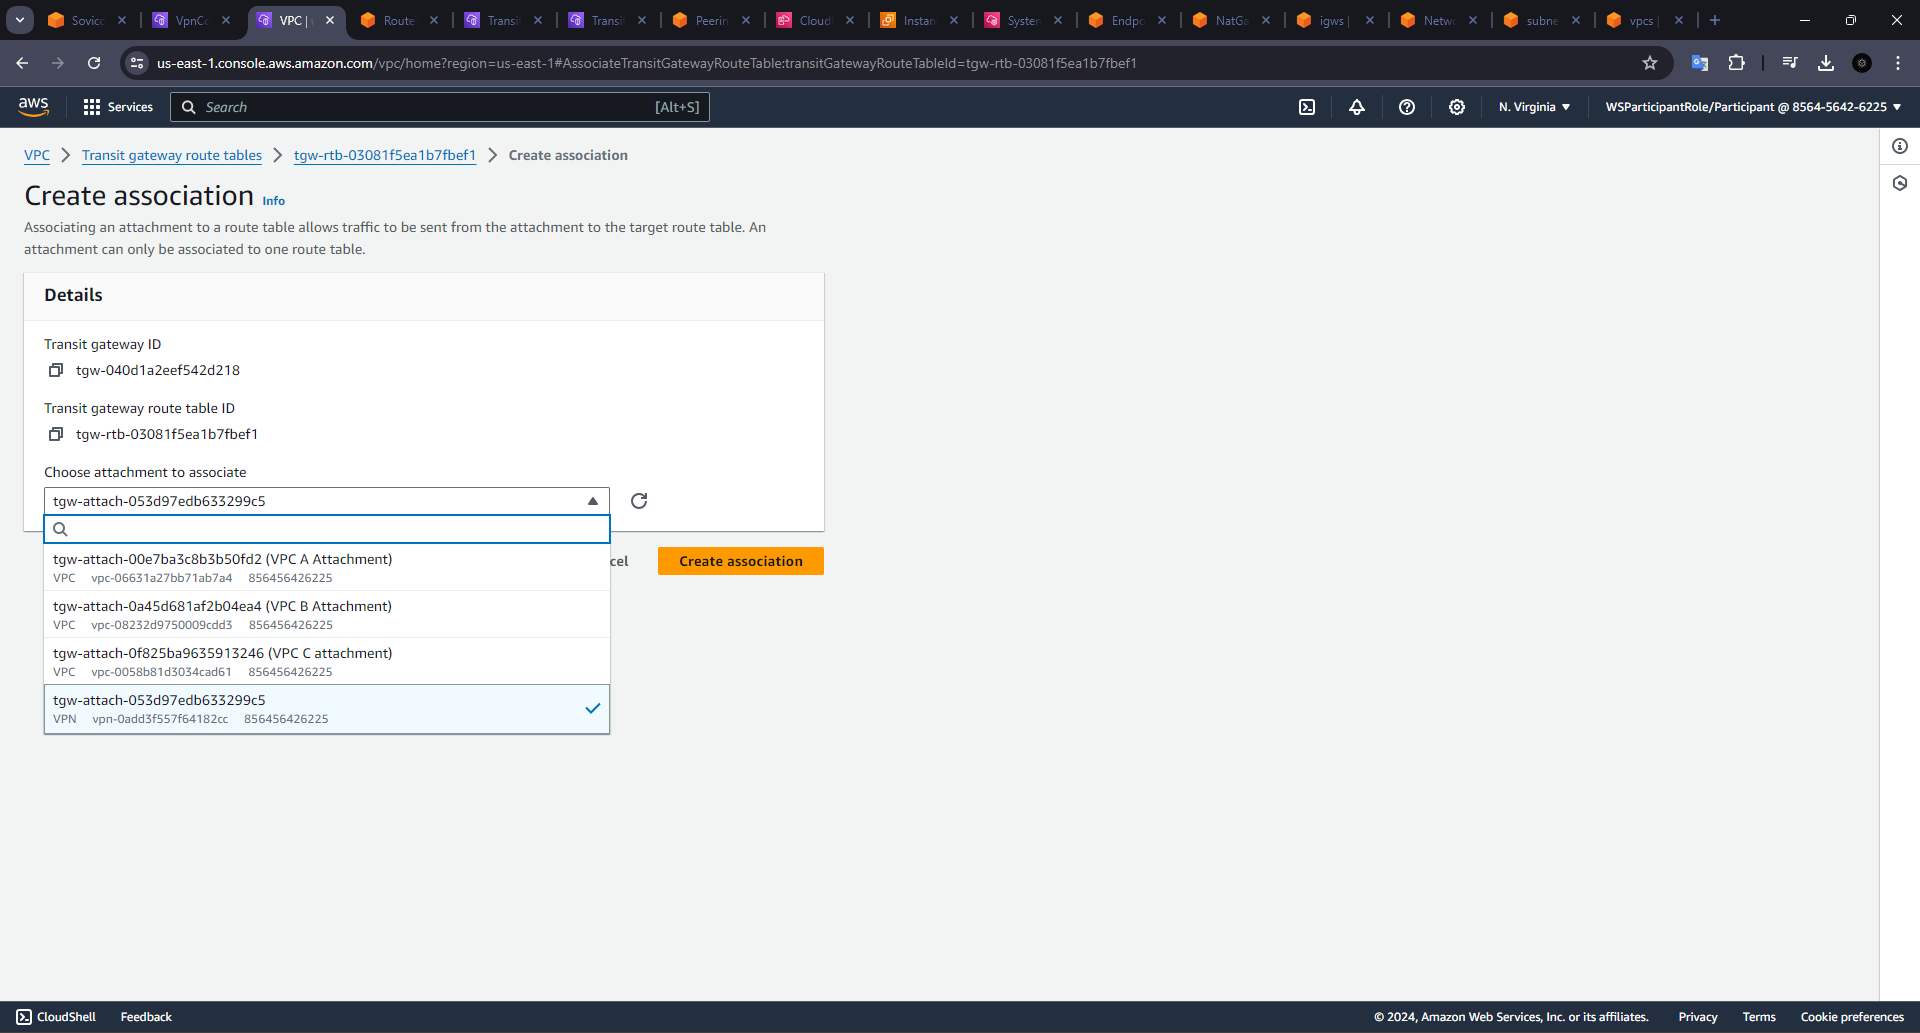 Sovico
VpnCo
VPC |
Route
Transit
Transit
Peerin
Cloud
Instan
System
Endpo
NatGa
igws |
Netwo
subne
vpcs |
us-east-1.console.aws.amazon.com/vpc/home?region=us-east-1#AssociateTransitGatewayRouteTable:transitGatewayRouteTableId=tgw-rtb-03081f5ea1b7fbef1
aws
Services
Search
[Alt+S]
N. Virginia
WSParticipantRole/Participant @ 8564-5642-6225
VPC
Transit gateway route tables
tgw-rtb-03081f5ea1b7fbef1
Create association
Create association Info
Associating an attachment to a route table allows traffic to be sent from the attachment to the target route table. An
attachment can only be associated to one route table.
Details
Transit gateway ID
tgw-040d1a2eef542d218
Transit gateway route table ID
tgw-rtb-03081f5ea1b7fbef1
Choose attachment to associate
tgw-attach-053d97edb633299c5
tgw-attach-00e7ba3c8b3b50fd2 (VPC A Attachment)
VPC vpc-06631a27bb71ab7a4 856456426225
tgw-attach-0a45d681af2b04ea4 (VPC B Attachment)
VPC vpc-08232d9750009cdd3 856456426225
tgw-attach-0f825ba9635913246 (VPC C attachment)
VPC vpc-0058b81d3034cad61 856456426225
tgw-attach-053d97edb633299c5
VPN vpn-0add3f557f64182cc 856456426225
cel
Create association
CloudShell
Feedback
© 2024, Amazon Web Services, Inc. or its affiliates.
Privacy
Terms
Cookie preferences